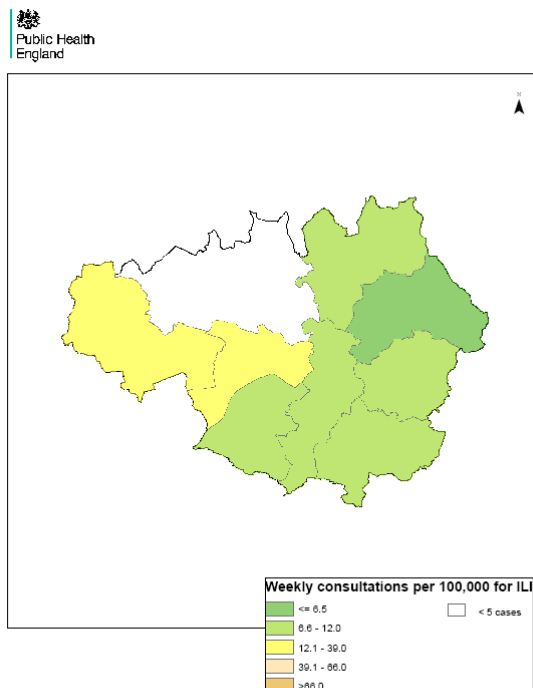 Public Health
England
Weekly consultations per 100,000 for ILI
<= 6.5
< 5 cases
6.6 - 12.0
12.1 - 39.0
39.1 - 66.0
>66.0